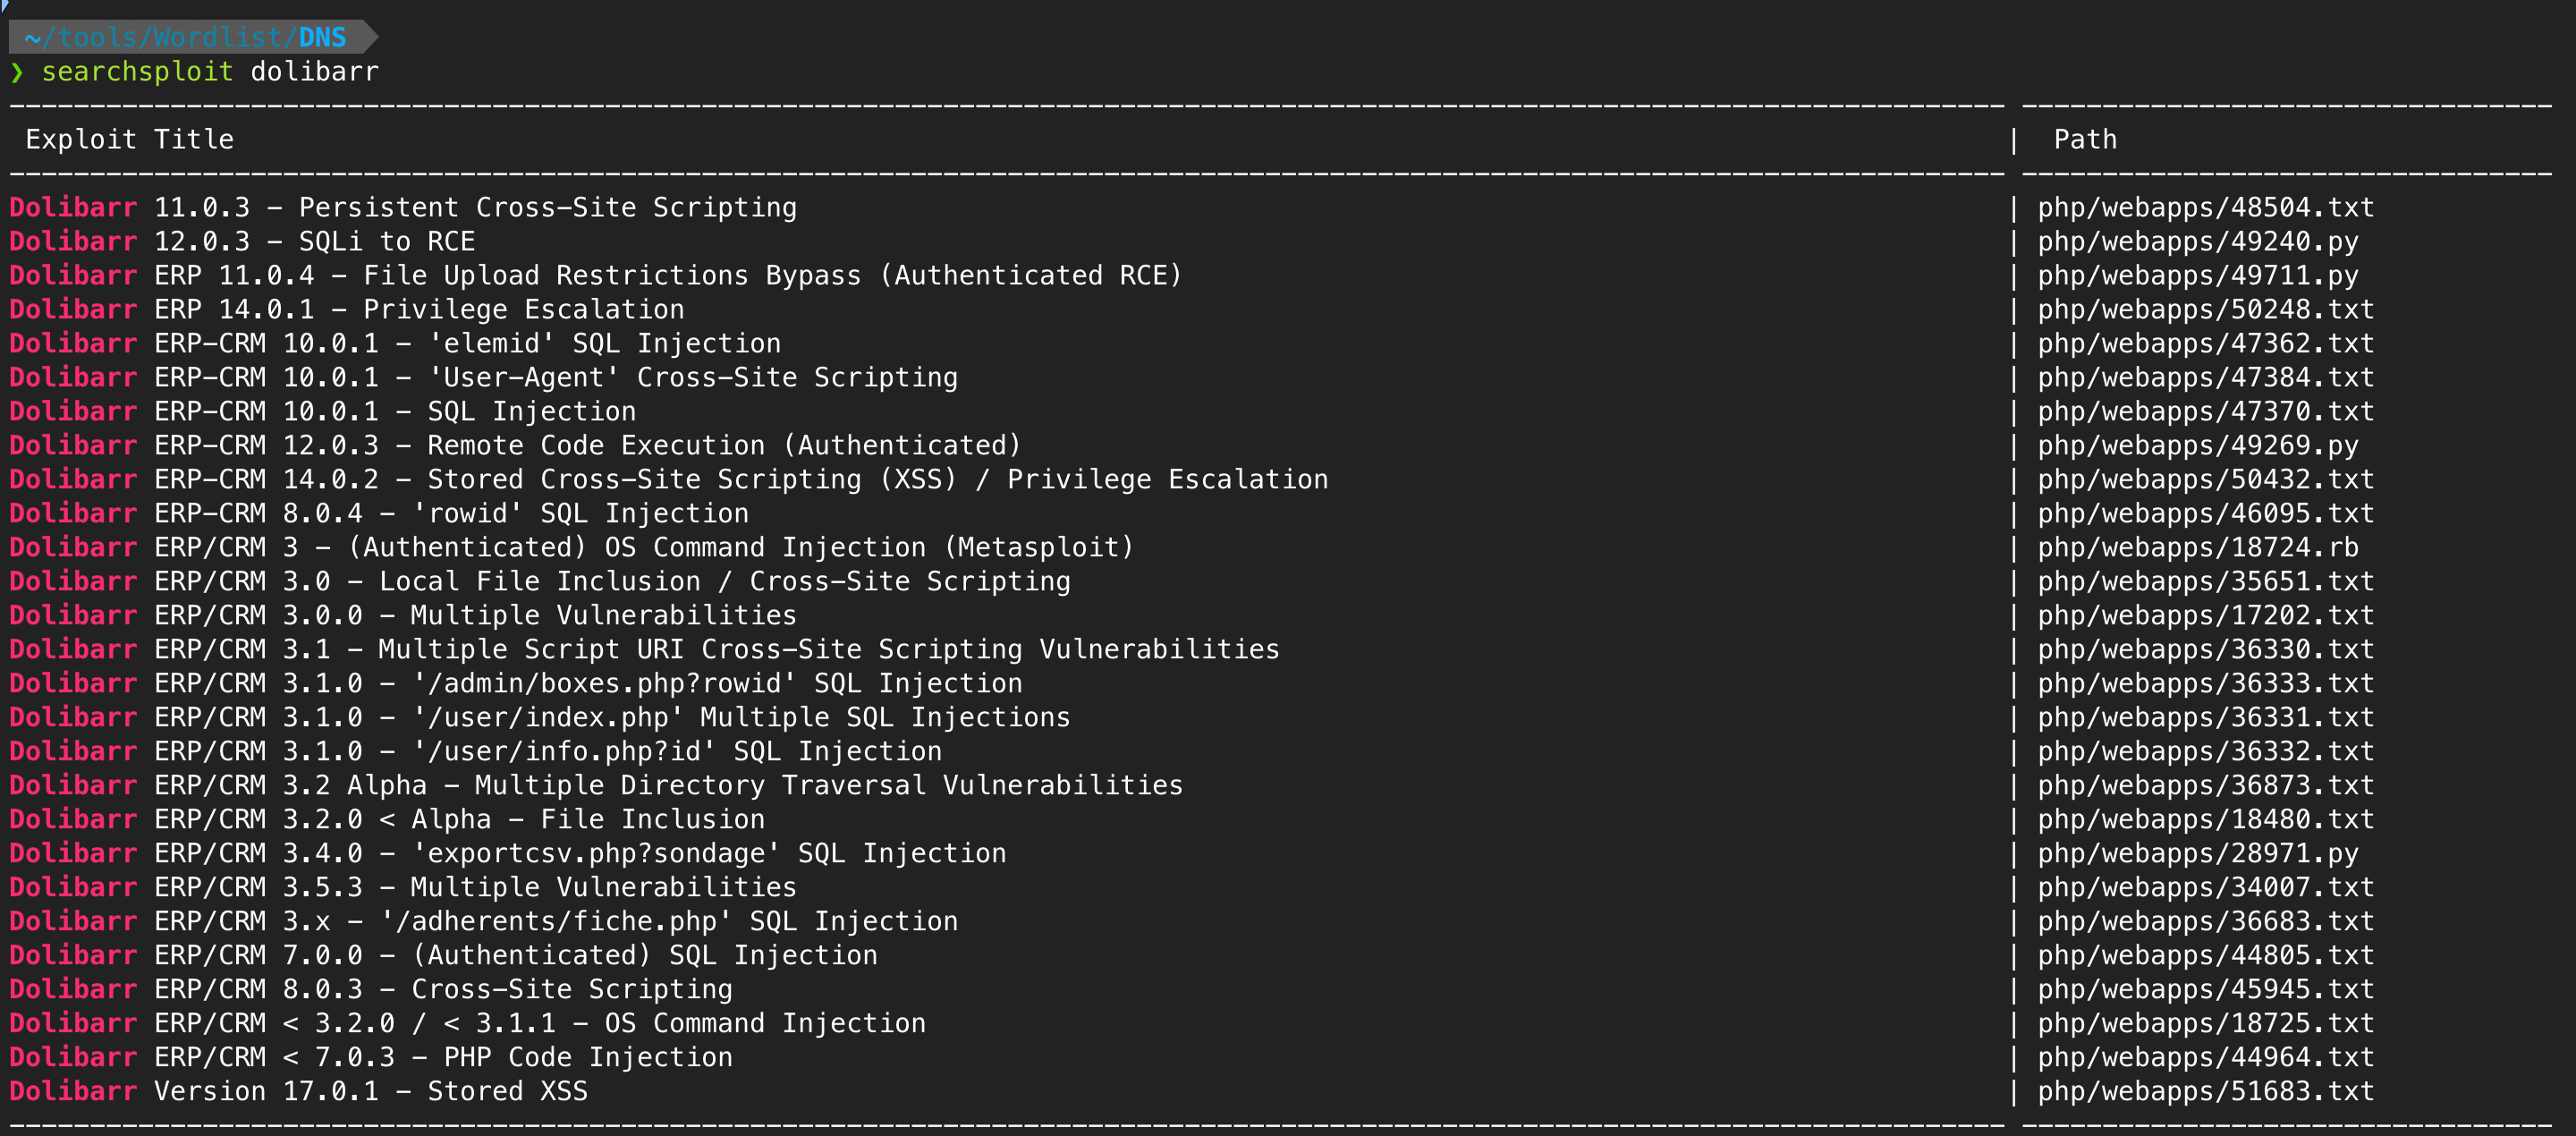 ~/tools/Wordlist/DNS
❯ searchsploit dolibarr
Exploit Title | Path
Dolibarr 11.0.3 - Persistent Cross-Site Scripting | php/webapps/48504.txt
Dolibarr 12.0.3 - SQLi to RCE | php/webapps/49240.py
Dolibarr ERP 11.0.4 - File Upload Restrictions Bypass (Authenticated RCE) | php/webapps/49711.py
Dolibarr ERP 14.0.1 - Privilege Escalation | php/webapps/50248.txt
Dolibarr ERP-CRM 10.0.1 - 'elemid' SQL Injection | php/webapps/47362.txt
Dolibarr ERP-CRM 10.0.1 - 'User-Agent' Cross-Site Scripting | php/webapps/47384.txt
Dolibarr ERP-CRM 10.0.1 - SQL Injection | php/webapps/47370.txt
Dolibarr ERP-CRM 12.0.3 - Remote Code Execution (Authenticated) | php/webapps/49269.py
Dolibarr ERP-CRM 14.0.2 - Stored Cross-Site Scripting (XSS) / Privilege Escalation | php/webapps/50432.txt
Dolibarr ERP-CRM 8.0.4 - 'rowid' SQL Injection | php/webapps/46095.txt
Dolibarr ERP/CRM 3 - (Authenticated) OS Command Injection (Metasploit) | php/webapps/18724.rb
Dolibarr ERP/CRM 3.0 - Local File Inclusion / Cross-Site Scripting | php/webapps/35651.txt
Dolibarr ERP/CRM 3.0.0 - Multiple Vulnerabilities | php/webapps/17202.txt
Dolibarr ERP/CRM 3.1 - Multiple Script URI Cross-Site Scripting Vulnerabilities | php/webapps/36330.txt
Dolibarr ERP/CRM 3.1.0 - '/admin/boxes.php?rowid' SQL Injection | php/webapps/36333.txt
Dolibarr ERP/CRM 3.1.0 - '/user/index.php' Multiple SQL Injections | php/webapps/36331.txt
Dolibarr ERP/CRM 3.1.0 - '/user/info.php?id' SQL Injection | php/webapps/36332.txt
Dolibarr ERP/CRM 3.2 Alpha - Multiple Directory Traversal Vulnerabilities | php/webapps/36873.txt
Dolibarr ERP/CRM 3.2.0 < Alpha - File Inclusion | php/webapps/18480.txt
Dolibarr ERP/CRM 3.4.0 - 'exportcsv.php?sondage' SQL Injection | php/webapps/28971.py
Dolibarr ERP/CRM 3.5.3 - Multiple Vulnerabilities | php/webapps/34007.txt
Dolibarr ERP/CRM 3.x - '/adherents/fiche.php' SQL Injection | php/webapps/36683.txt
Dolibarr ERP/CRM 7.0.0 - (Authenticated) SQL Injection | php/webapps/44805.txt
Dolibarr ERP/CRM 8.0.3 - Cross-Site Scripting | php/webapps/45945.txt
Dolibarr ERP/CRM < 3.2.0 / < 3.1.1 - OS Command Injection | php/webapps/18725.txt
Dolibarr ERP/CRM < 7.0.3 - PHP Code Injection | php/webapps/44964.txt
Dolibarr Version 17.0.1 - Stored XSS | php/webapps/51683.txt